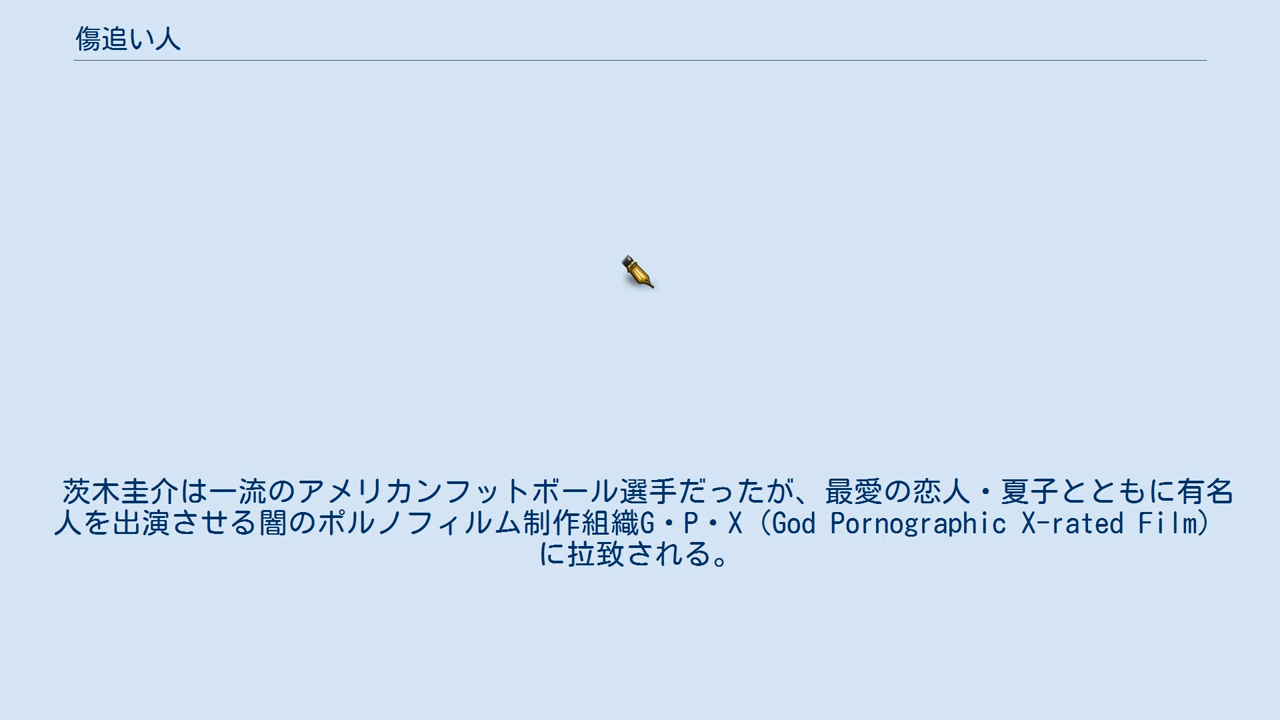 傷追い人
茨木圭介は一流のアメリカンフットボール選手だったが、最愛の恋人・夏子とともに有名
人を出演させる闇のポルノフィルム制作組織G・P・X（God Pornographic X-rated Film）
に拉致される。